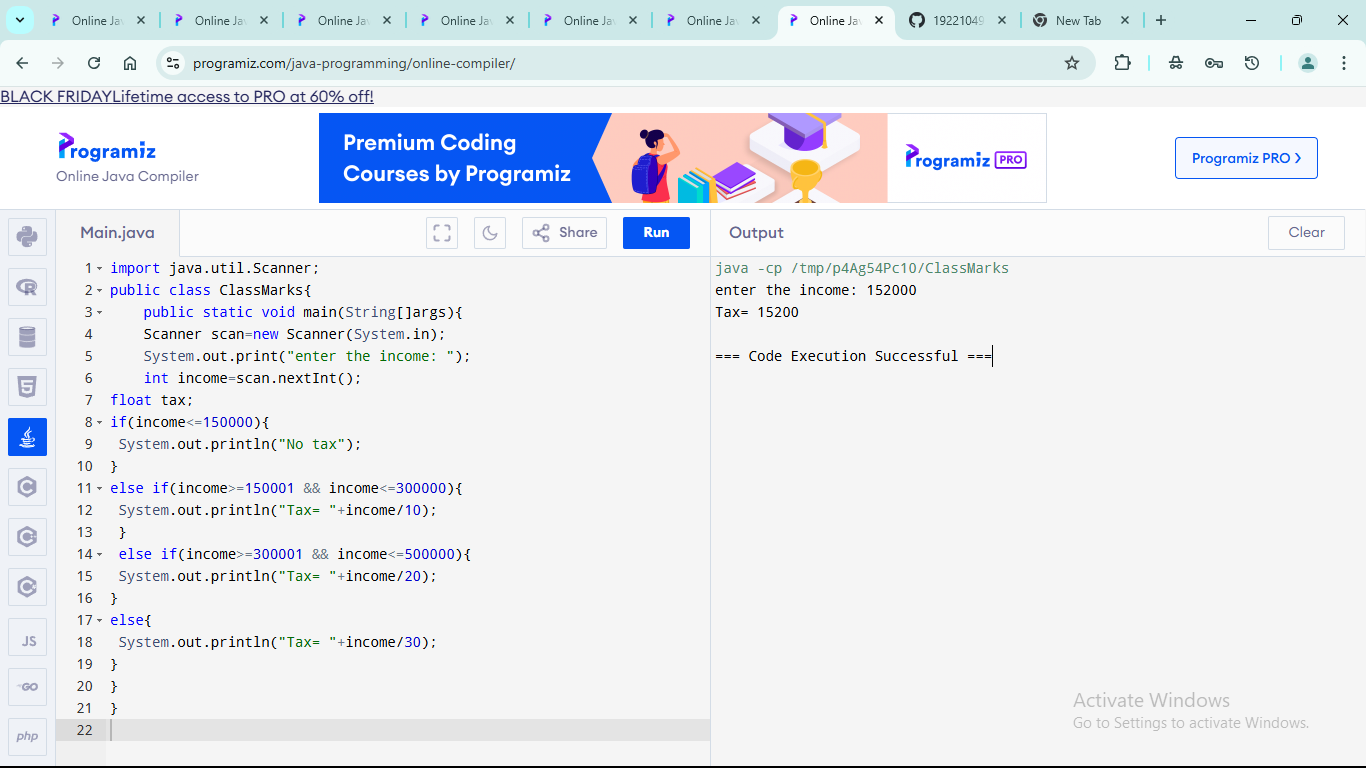 Online Ja
Online Ja
Online Ja
Online Ja
Online Ja
Online Ja
Online Ja
19221049
New Tab
programiz.com/java-programming/online-compiler/
BLACK FRIDAYLifetime access to PRO at 60% off!
Programiz
Online Java Compiler
Premium Coding
Courses by Programiz
Programiz PRO
Programiz PRO >
Main.java
Share
Run
Output
Clear
1 import java.util.Scanner;
2 public class ClassMarks{
3     public static void main(String[]args){
4     Scanner scan=new Scanner(System.in);
5     System.out.print("enter the income: ");
6     int income=scan.nextInt();
7 float tax;
8 if(income<=150000){
9  System.out.println("No tax");
10 }
11 else if(income>=150001 && income<=300000){
12  System.out.println("Tax= "+income/10);
13  }
14  else if(income>=300001 && income<=500000){
15  System.out.println("Tax= "+income/20);
16 }
17 else{
18  System.out.println("Tax= "+income/30);
19 }
20 }
21 }
22
java -cp /tmp/p4Ag54Pc10/ClassMarks
enter the income: 152000
Tax= 15200
=== Code Execution Successful ===
JS
GO
php
Activate Windows
Go to Settings to activate Windows.